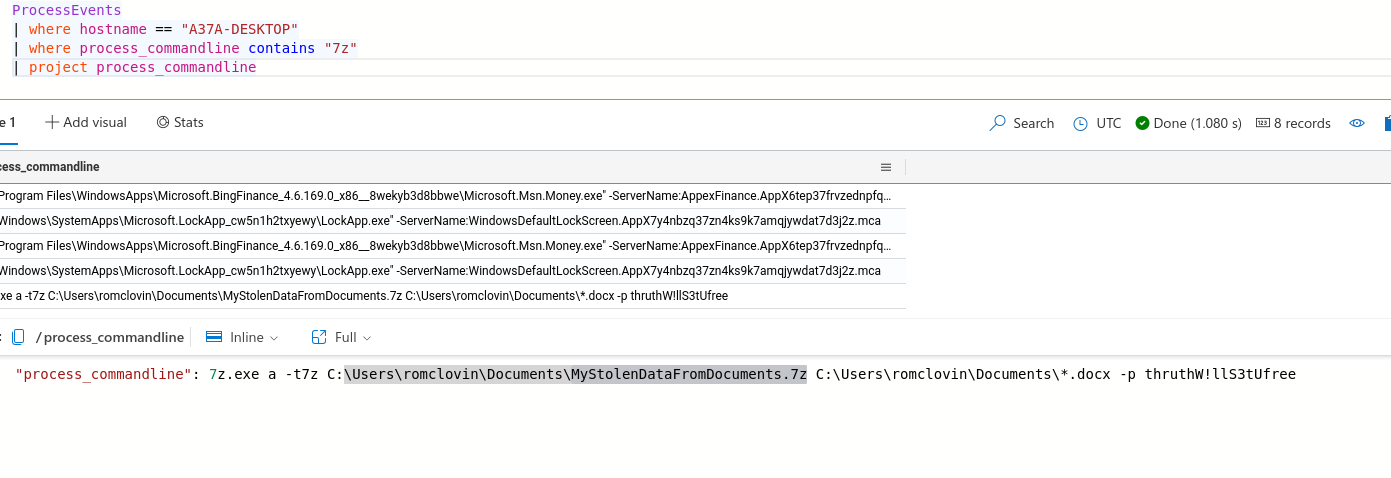 ProcessEvents
| where hostname == "A37A-DESKTOP"
| where process_commandline contains "7z"
| project process_commandline
e 1 Add visual Stats Search UTC Done (1.080 s) 123 8 records
cess_commandline
Program Files\WindowsApps\Microsoft.BingFinance_4.6.169.0_x86__8wekyb3d8bbwe\Microsoft.Msn.Money.exe" -ServerName:AppexFinance.AppX6tep37frvzednpfq...
Windows\SystemApps\Microsoft.LockApp_cw5n1h2txyewy\LockApp.exe" -ServerName:WindowsDefaultLockScreen.AppX7y4nbzq37zn4ks9k7amqjywdat7d3j2z.mca
Program Files\WindowsApps\Microsoft.BingFinance_4.6.169.0_x86__8wekyb3d8bbwe\Microsoft.Msn.Money.exe" -ServerName:AppexFinance.AppX6tep37frvzednpfq...
Windows\SystemApps\Microsoft.LockApp_cw5n1h2txyewy\LockApp.exe" -ServerName:WindowsDefaultLockScreen.AppX7y4nbzq37zn4ks9k7amqjywdat7d3j2z.mca
xe a -t7z C:\Users\romclovin\Documents\MyStolenDataFromDocuments.7z C:\Users\romclovin\Documents\*.docx -p thruthW!llS3tUfree
: / process_commandline Inline Full
"process_commandline": 7z.exe a -t7z C:\Users\romclovin\Documents\MyStolenDataFromDocuments.7z C:\Users\romclovin\Documents\*.docx -p thruthW!llS3tUfree